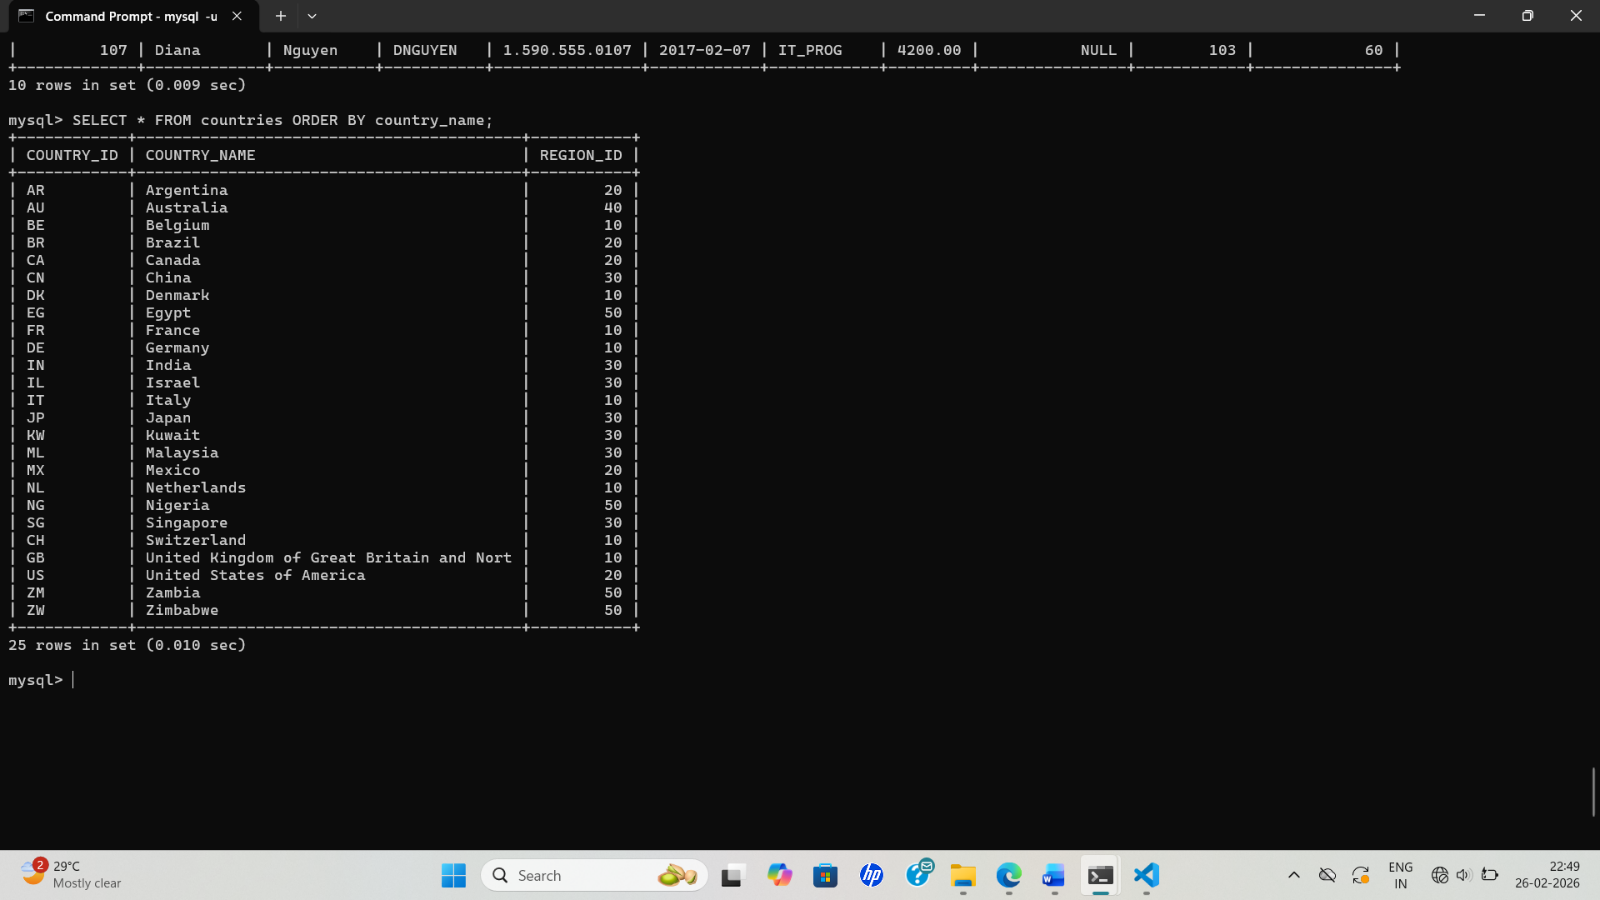 Command Prompt - mysql -u
|         107 | Diana       | Nguyen    | DNGUYEN   | 1.590.555.0107 | 2017-02-07 | IT_PROG    | 4200.00 |           NULL |        103 |            60 |
+-------------+-------------+-----------+-----------+----------------+------------+------------+---------+----------------+------------+---------------+
10 rows in set (0.009 sec)
mysql> SELECT * FROM countries ORDER BY country_name;
+------------+------------------------------------------+-----------+
| COUNTRY_ID | COUNTRY_NAME                             | REGION_ID |
+------------+------------------------------------------+-----------+
| AR         | Argentina                                |        20 |
| AU         | Australia                                |        40 |
| BE         | Belgium                                  |        10 |
| BR         | Brazil                                   |        20 |
| CA         | Canada                                   |        20 |
| CN         | China                                    |        30 |
| DK         | Denmark                                  |        10 |
| EG         | Egypt                                    |        50 |
| FR         | France                                   |        10 |
| DE         | Germany                                  |        10 |
| IN         | India                                    |        30 |
| IL         | Israel                                   |        30 |
| IT         | Italy                                    |        10 |
| JP         | Japan                                    |        30 |
| KW         | Kuwait                                   |        30 |
| ML         | Malaysia                                 |        30 |
| MX         | Mexico                                   |        20 |
| NL         | Netherlands                              |        10 |
| NG         | Nigeria                                  |        50 |
| SG         | Singapore                                |        30 |
| CH         | Switzerland                              |        10 |
| GB         | United Kingdom of Great Britain and Nort |        10 |
| US         | United States of America                 |        20 |
| ZM         | Zambia                                   |        50 |
| ZW         | Zimbabwe                                 |        50 |
+------------+------------------------------------------+-----------+
25 rows in set (0.010 sec)
mysql>
2
29°C
Mostly clear
Search
hp
W
ENG
IN
22:49
26-02-2026